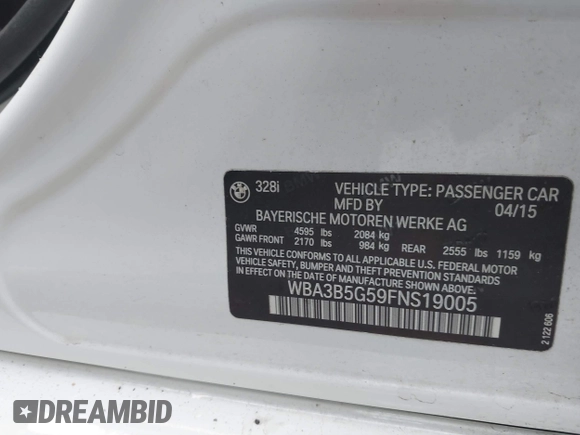 328i
VEHICLE TYPE: PASSENGER CAR
MFD BY 04/15
BAYERISCHE MOTOREN WERKE AG
GVWR 4595 lbs 2084 kg
GAWR FRONT 2170 lbs 984 kg REAR 2555 lbs 1159 kg
THIS VEHICLE CONFORMS TO ALL APPLICABLE U.S. FEDERAL MOTOR
VEHICLE SAFETY, BUMPER, AND THEFT PREVENTION STANDARDS
IN EFFECT ON THE DATE OF MANUFACTURE SHOWN ABOVE.
WBA3B5G59FNS19005
2 122 606
DREAMBID